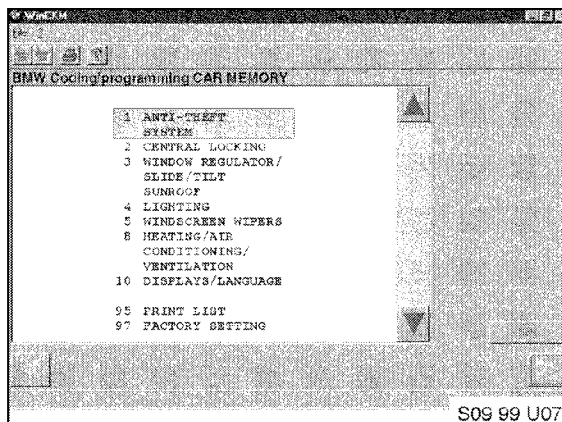 WinCKM
BMW Coding/programming CAR MEMORY
1 ANTI-THEFT
SYSTEM
2 CENTRAL LOCKING
3 WINDOW REGULATOR/
SLIDE/TILT
SUNROOF
4 LIGHTING
5 WINDSCREEN WIPERS
8 HEATING/AIR
CONDITIONING/
VENTILATION
10 DISPLAYS/LANGUAGE
95 PRINT LIST
97 FACTORY SETTING
S09 99 U07